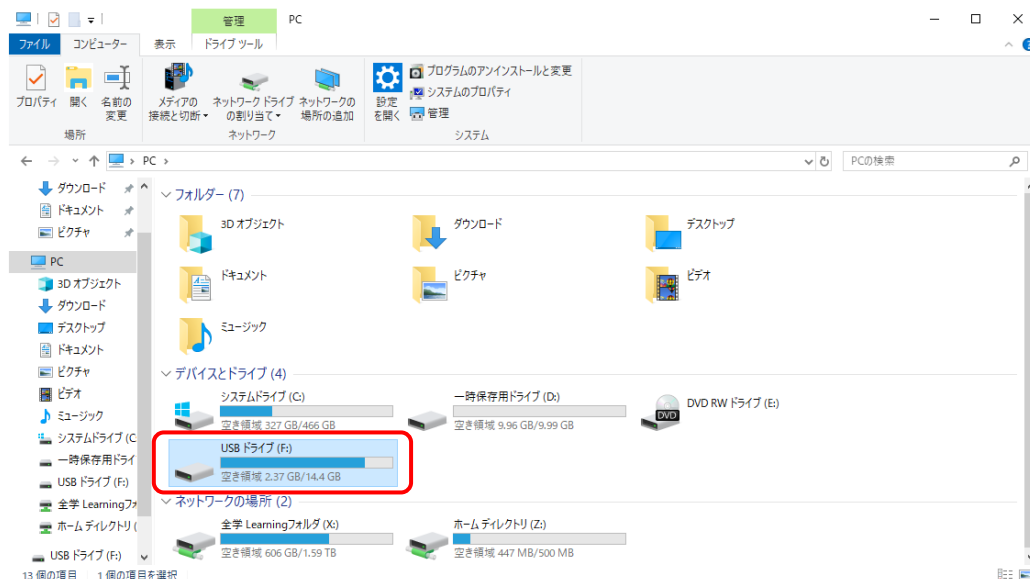 管理 PC
ファイル コンピューター 表示 ドライブ ツール
プロパティ 開く 名前の変更 メディアの接続と切断 ネットワーク ドライブの割り当て ネットワークの場所の追加 設定を開く
プログラムのアンインストールと変更
システムのプロパティ
管理
場所 ネットワーク システム
PC PCの検索
ダウンロード
ドキュメント
ピクチャ
PC
3D オブジェクト
ダウンロード
デスクトップ
ドキュメント
ピクチャ
ビデオ
ミュージック
システムドライブ (C
一時保存用ドライ
USB ドライブ (F:)
全学 Learningフォ
ホーム ディレクトリ (
USB ドライブ (F:)
フォルダー (7)
3D オブジェクト ダウンロード デスクトップ
ドキュメント ピクチャ ビデオ
ミュージック
デバイスとドライブ (4)
システムドライブ (C:)
空き領域 327 GB/466 GB
一時保存用ドライブ (D:)
空き領域 9.96 GB/9.99 GB
DVD RW ドライブ (E:)
DVD
USB ドライブ (F:)
空き領域 2.37 GB/14.4 GB
ネットワークの場所 (2)
全学 Learningフォルダ (X:)
空き領域 606 GB/1.59 TB
ホーム ディレクトリ (Z:)
空き領域 447 MB/500 MB
13 個の項目 1 個の項目を選択